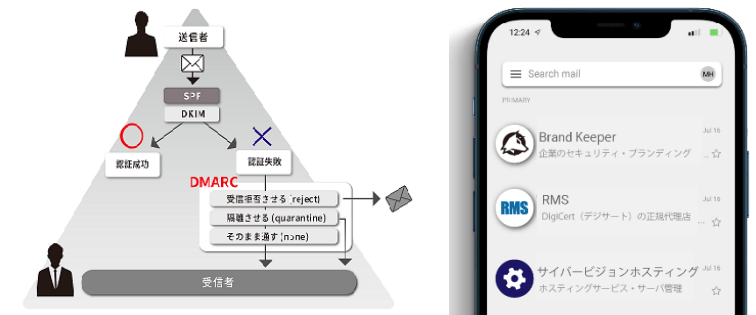 送信者
SPF
DKIM
認証成功
認証失敗
DMARC
受信拒否させる(reject)
隔離させる(quarantine)
そのまま通す(none)
受信者
12:24
Search mail
MH
PRIMARY
Brand Keeper
Jul 16
企業のセキュリティ・ブランディング ...
RMS
RMS
Jul 16
DigiCert（デジサート）の正規代理店 ...
サイバービジョンホスティング
Jul 16
ホスティングサービス・サーバ管理